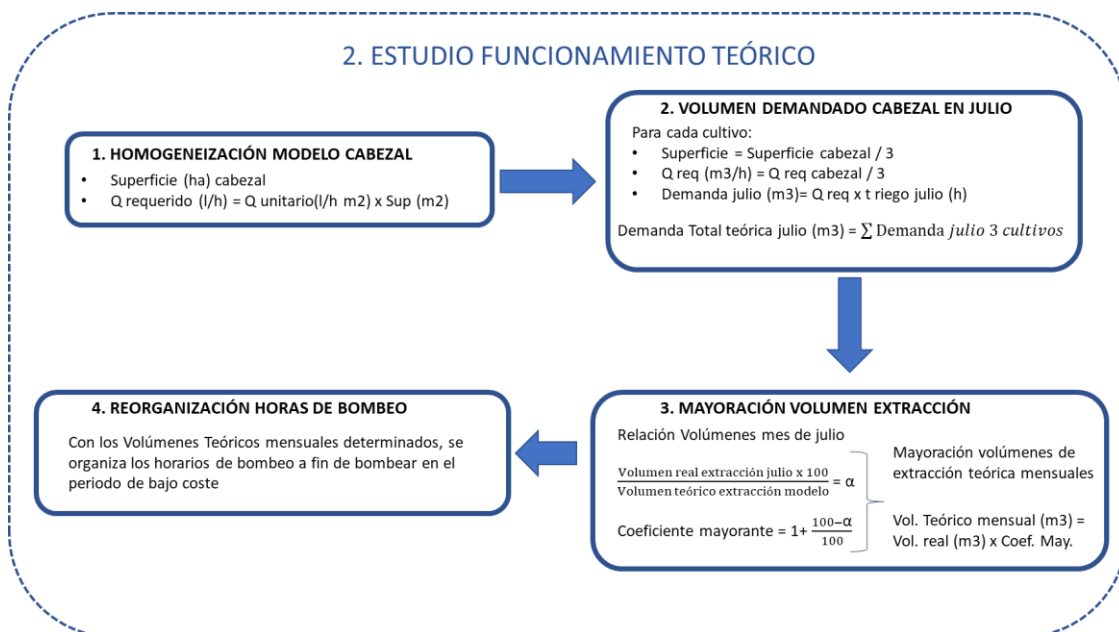 2. ESTUDIO FUNCIONAMIENTO TEÓRICO
1. HOMOGENEIZACIÓN MODELO CABEZAL
• Superficie (ha) cabezal
• Q requerido (l/h) = Q unitario(l/h m2) x Sup (m2)
2. VOLUMEN DEMANDADO CABEZAL EN JULIO
Para cada cultivo:
• Superficie = Superficie cabezal / 3
• Q req (m3/h) = Q req cabezal / 3
• Demanda julio (m3)= Q req x t riego julio (h)
Demanda Total teórica julio (m3) = ∑ Demanda julio 3 cultivos
3. MAYORACIÓN VOLUMEN EXTRACCIÓN
Relación Volúmenes mes de julio
Volumen real extracción julio x 100
Volumen teórico extracción modelo
= α
Coeficiente mayorante = 1+ 100−α
100
Mayoración volúmenes de
extracción teórica mensuales
Vol. Teórico mensual (m3) =
Vol. real (m3) x Coef. May.
4. REORGANIZACIÓN HORAS DE BOMBEO
Con los Volúmenes Teóricos mensuales determinados, se
organiza los horarios de bombeo a fin de bombear en el
periodo de bajo coste